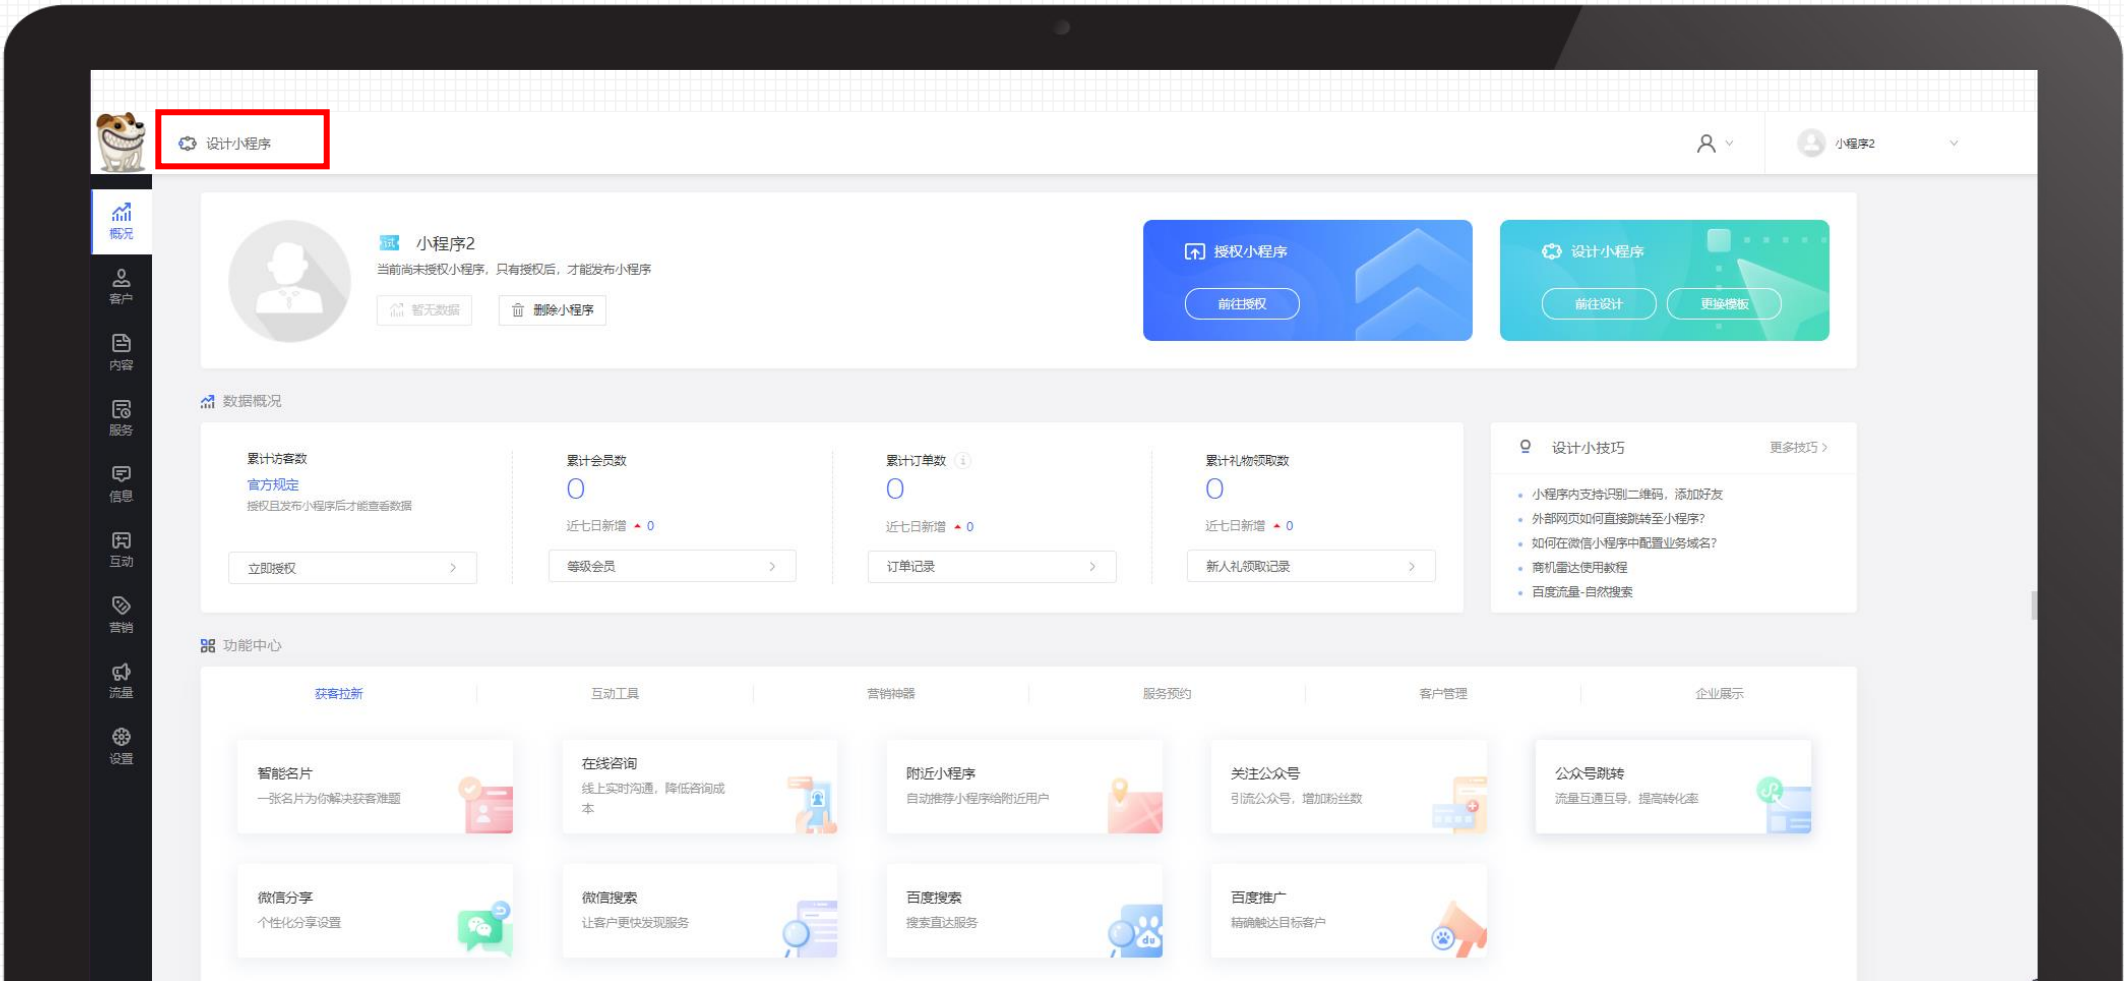 设计小程序
小程序2
概况
客户
内容
服务
信息
互动
营销
流量
设置
试
小程序2
当前尚未授权小程序，只有授权后，才能发布小程序
暂无数据
删除小程序
授权小程序
前往授权
设计小程序
前往设计
更换模板
数据概况
累计访客数
官方规定
授权且发布小程序后才能查看数据
立即授权
累计会员数
0
近七日新增 0
等级会员
累计订单数
0
近七日新增 0
订单记录
累计礼物领取数
0
近七日新增 0
新人礼领取记录
设计小技巧
更多技巧
小程序内支持识别二维码，添加好友
外部网页如何直接跳转至小程序？
如何在微信小程序中配置业务域名？
商机雷达使用教程
百度流量-自然搜索
功能中心
获客拉新
互动工具
营销神器
服务预约
客户管理
企业展示
智能名片
一张名片为你解决获客难题
在线咨询
线上实时沟通，降低咨询成
本
附近小程序
自动推荐小程序给附近用户
关注公众号
引流公众号，增加粉丝数
公众号跳转
流量互通互导，提高转化率
微信分享
个性化分享设置
微信搜索
让客户更快发现服务
百度搜索
搜索直达服务
du
百度推广
精确触达目标客户